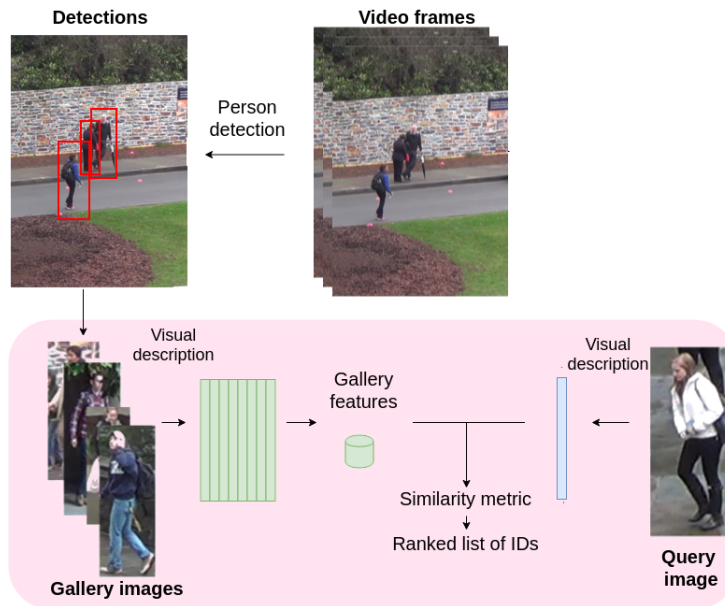 Detections
Video frames
Person
detection
Visual
description
Gallery
features
Visual
description
Similarity metric
Ranked list of IDs
Gallery images
Query
image